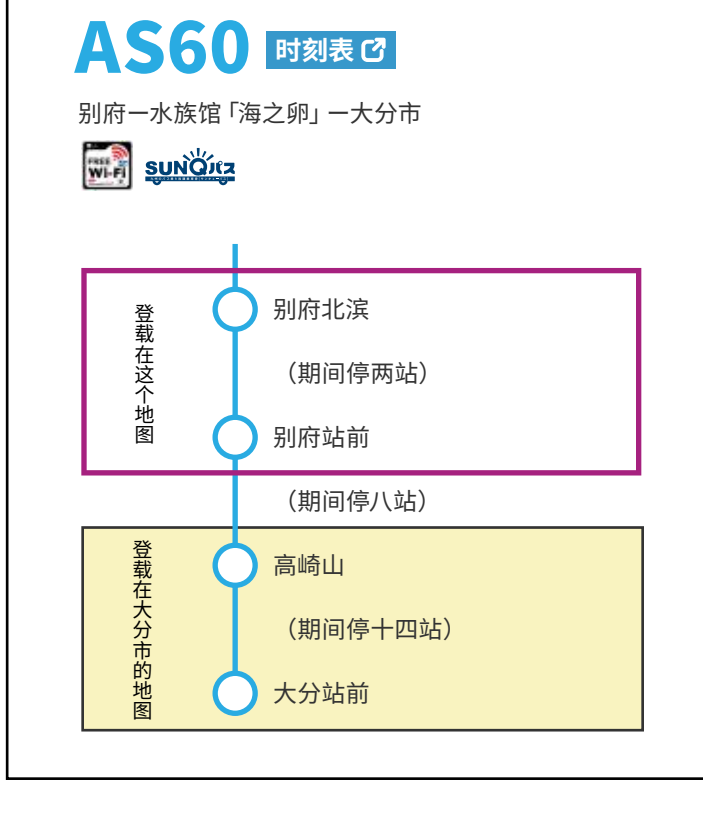 AS60 时刻表
别府ー水族馆「海之卵」ー大分市
FREE
Wi-Fi
SUNQパス
登载在这个地图
别府北滨
（期间停两站）
别府站前
（期间停八站）
登载在大分市的地图
高崎山
（期间停十四站）
大分站前